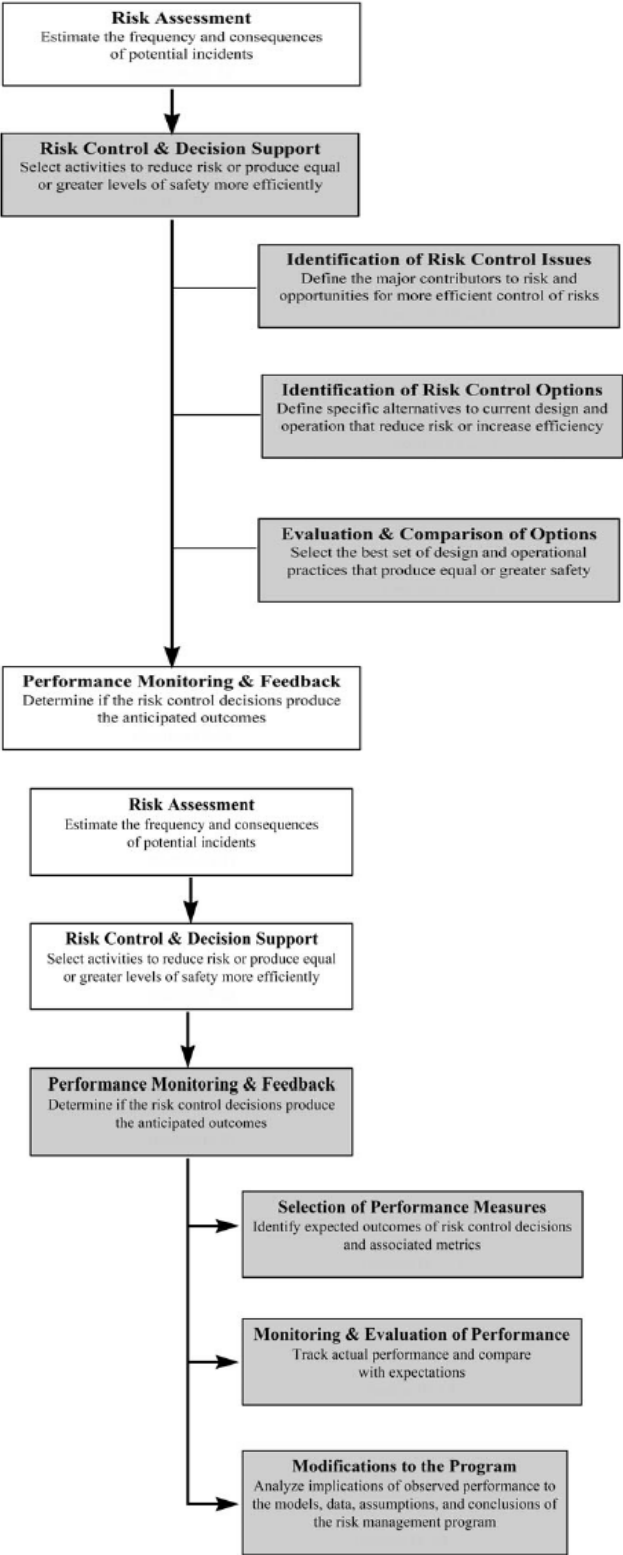 Risk Assessment
Estimate the frequency and consequences
of potential incidents
Risk Control & Decision Support
Select activities to reduce risk or produce equal
or greater levels of safety more efficiently
Identification of Risk Control Issues
Define the major contributors to risk and
opportunities for more efficient control of risks
Identification of Risk Control Options
Define specific alternatives to current design and
operation that reduce risk or increase efficiency
Evaluation & Comparison of Options
Select the best set of design and operational
practices that produce equal or greater safety
Performance Monitoring & Feedback
Determine if the risk control decisions produce
the anticipated outcomes
Risk Assessment
Estimate the frequency and consequences
of potential incidents
Risk Control & Decision Support
Select activities to reduce risk or produce equal
or greater levels of safety more efficiently
Performance Monitoring & Feedback
Determine if the risk control decisions produce
the anticipated outcomes
Selection of Performance Measures
Identify expected outcomes of risk control decisions
and associated metrics
Monitoring & Evaluation of Performance
Track actual performance and compare
with expectations
Modifications to the Program
Analyze implications of observed performance to
the models, data, assumptions, and conclusions of
the risk management program